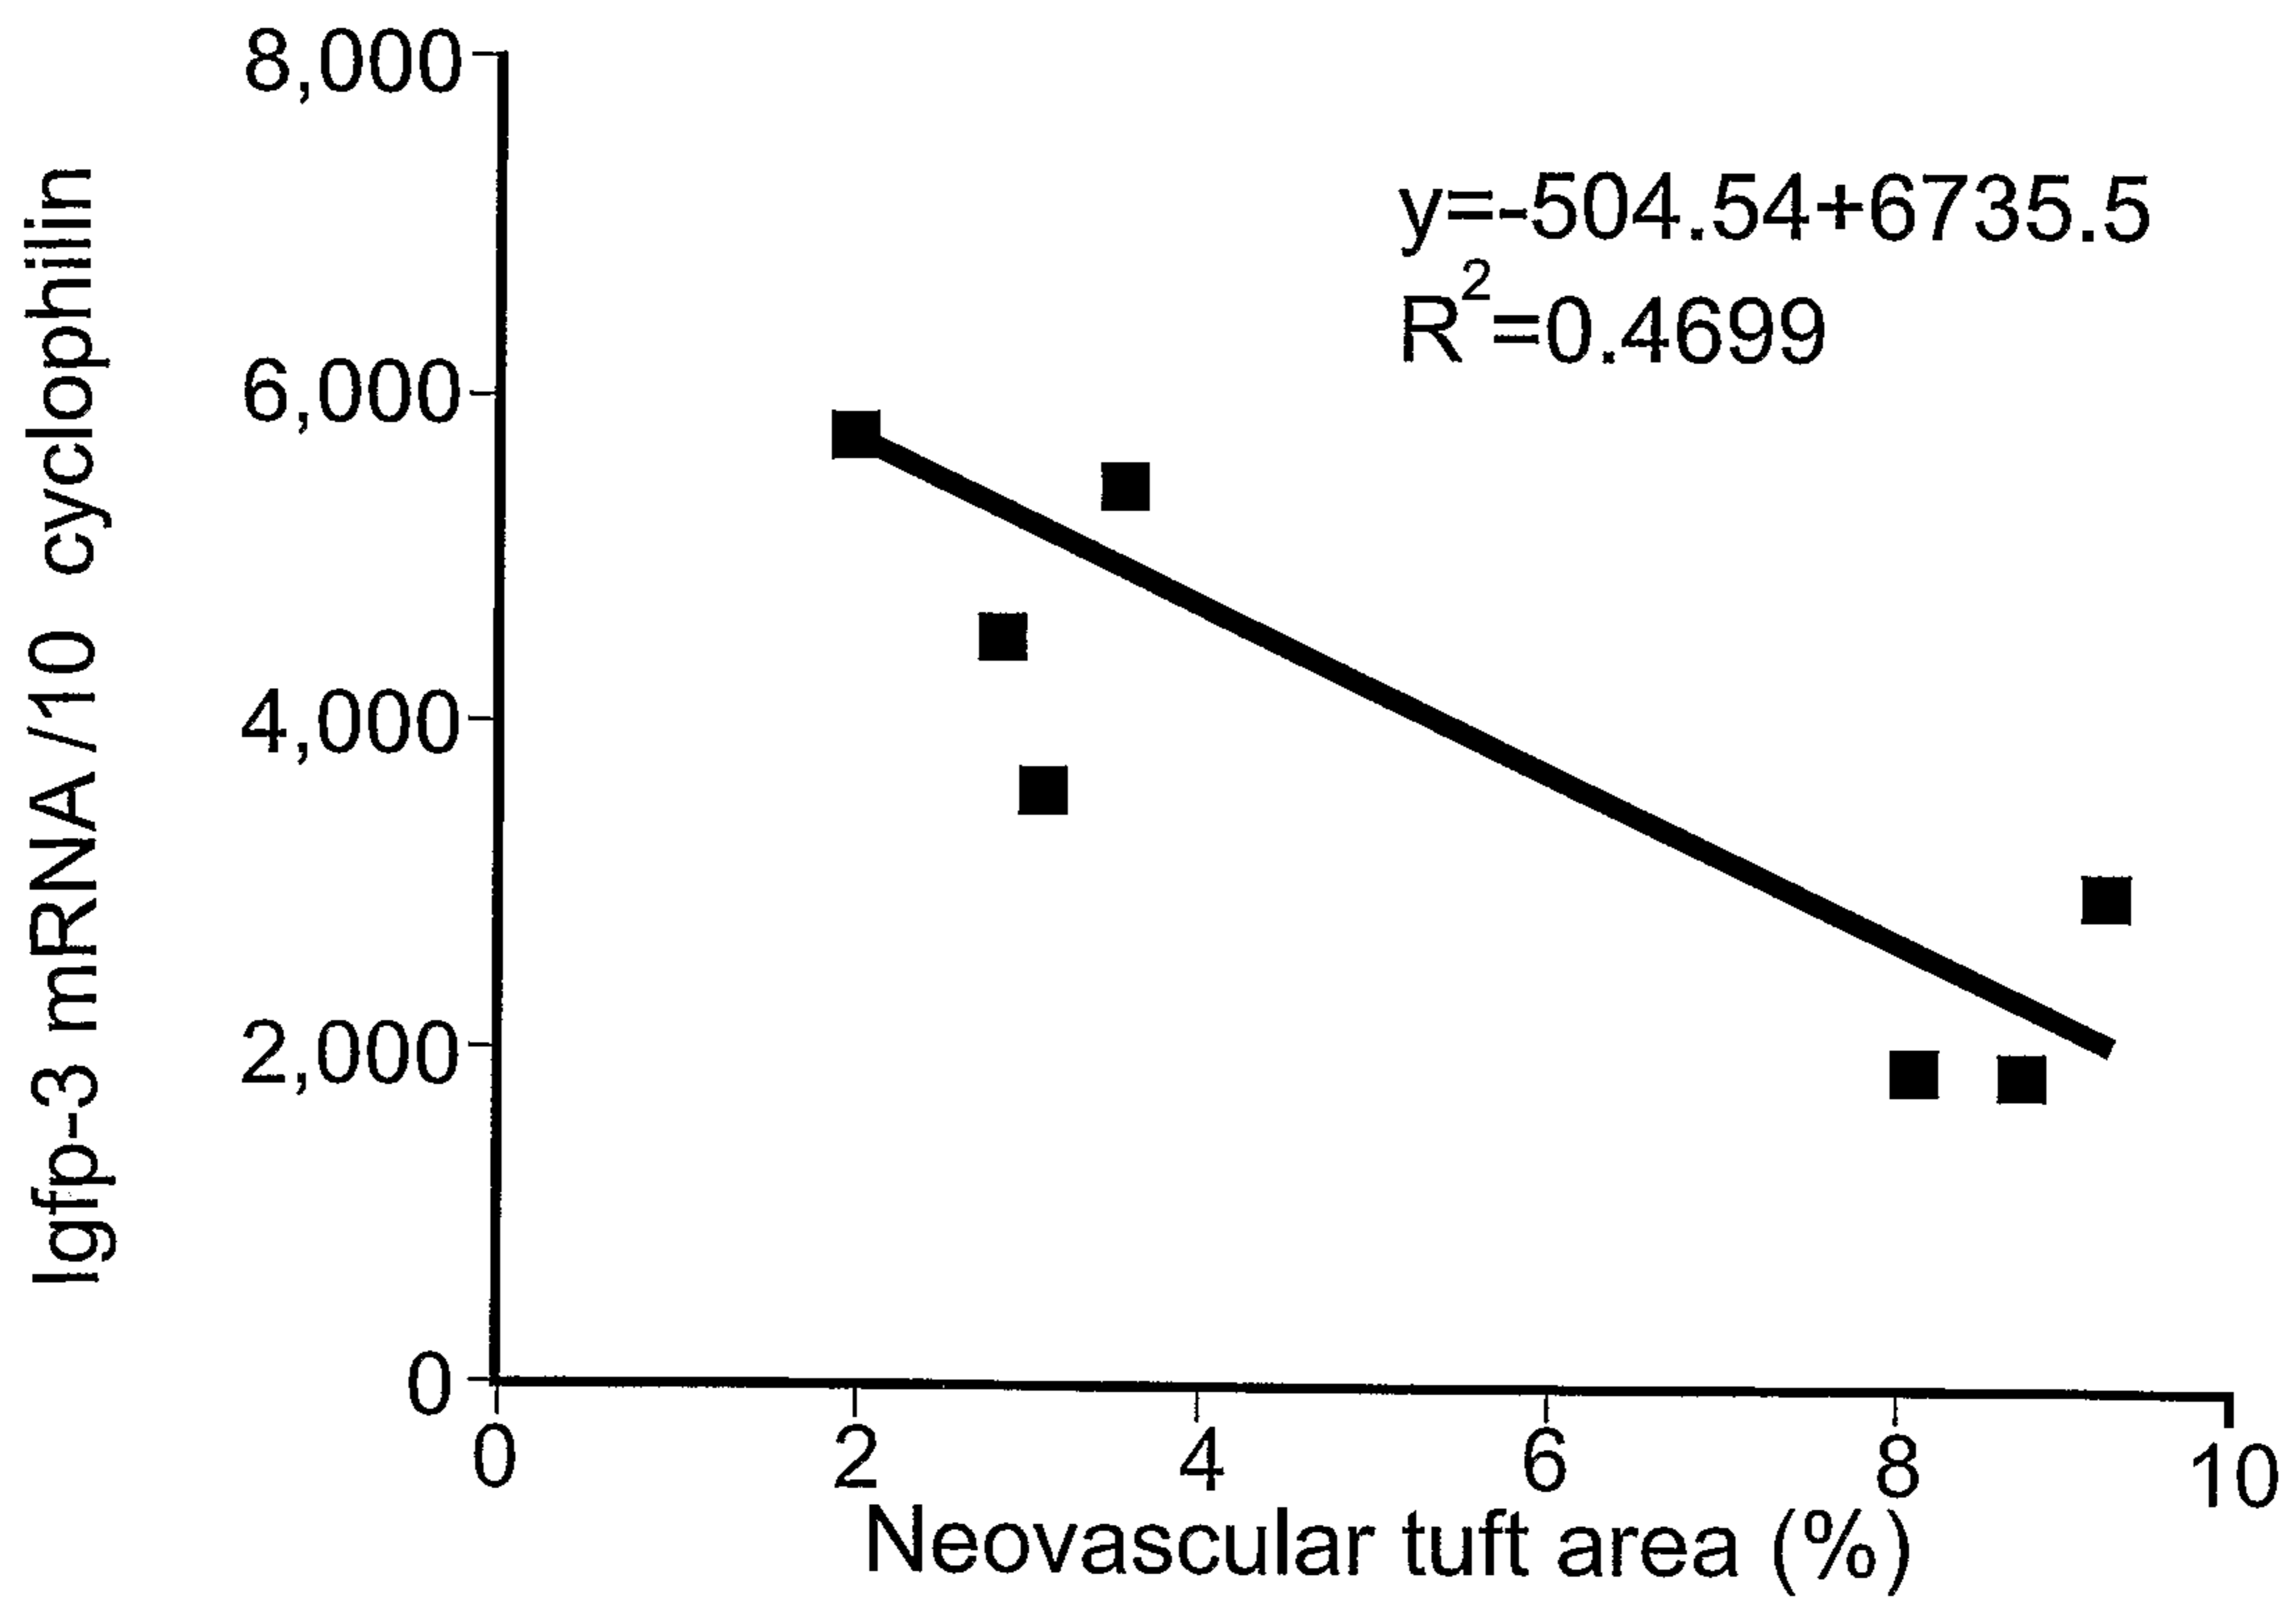 8,000
6,000
4,000
2,000
0
Igfp-3 mRNA/10 cyclophilin
y=-504.54+6735.5
R²=0.4699
0 2 4 6 8 10
Neovascular tuft area (%)